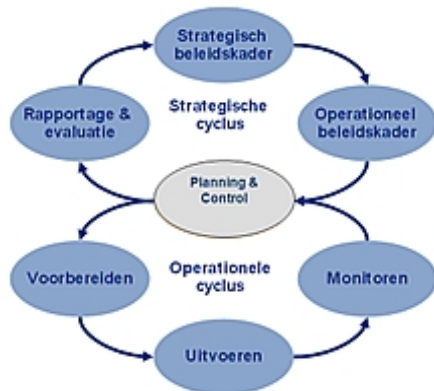 Strategisch
beleidskader
Rapportage &
evaluatie
Strategische
cyclus
Operationeel
beleidskader
Planning &
Control
Voorbereiden
Operationele
cyclus
Monitoren
Uitvoeren